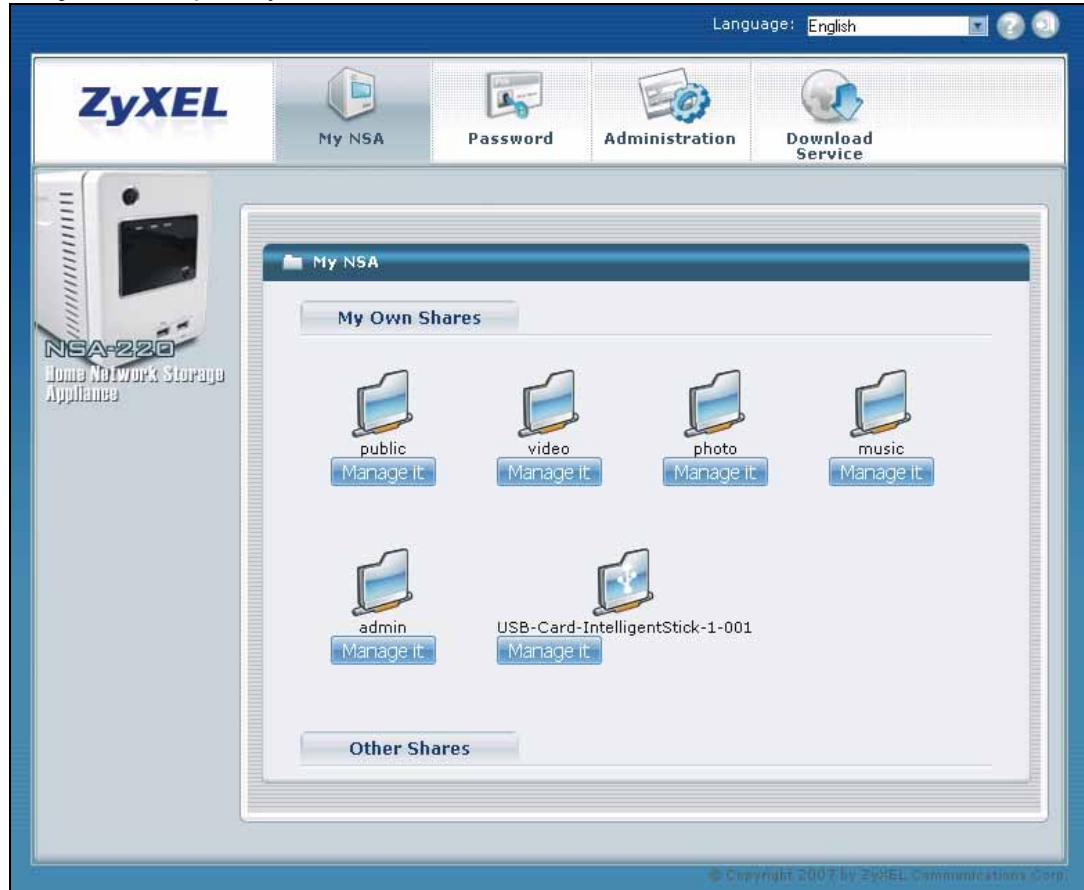 Language: English
ZyXEL
My NSA
Password
Administration
Download
Service
NSA-220
Home Network Storage
Appliance
My NSA
My Own Shares
public
Manage it
video
Manage it
photo
Manage it
music
Manage it
admin
Manage it
USB-Card-IntelligentStick-1-001
Manage it
Other Shares
© Copyright 2007 by ZyXEL Communications Corp.